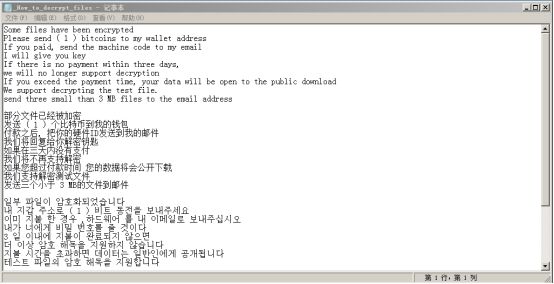 _How_to_decrypt_files - 记事本
文件(F) 编辑(E) 格式(O) 查看(V) 帮助(H)
Some files have been encrypted
Please send ( 1 ) bitcoins to my wallet address
If you paid, send the machine code to my email
I will give you key
If there is no payment within three days,
we will no longer support decryption
If you exceed the payment time, your data will be open to the public download
We support decrypting the test file.
send three small than 3 MB files to the email address
部分文件已经被加密
发送 ( 1 ) 个比特币到我的钱包
付款之后, 把你的硬件ID发送到我的邮件
我们将回复给你解密钥匙
如果在三天内没有支付
我们将不再支持解密
如果您超过付款时间 您的数据将会公开下载
我们支持解密测试文件
发送三个小于 3 MB的文件到邮件
일부 파일이 암호화되었습니다
내 지갑 주소로 ( 1 ) 비트 동전을 보내주세요
이미 지불 한 경우 ,하드웨어 를 내 이메일로 보내주십시오
내가 너에게 비밀 번호를 줄 것이다
3 일 이내에 지불이 완료되지 않으면
더 이상 암호 해독을 지원하지 않습니다
지불 시간을 초과하면 데이터는 일반인에게 공개됩니다
테스트 파일의 암호 해독을 지원합니다
第 1 行,第 1 列